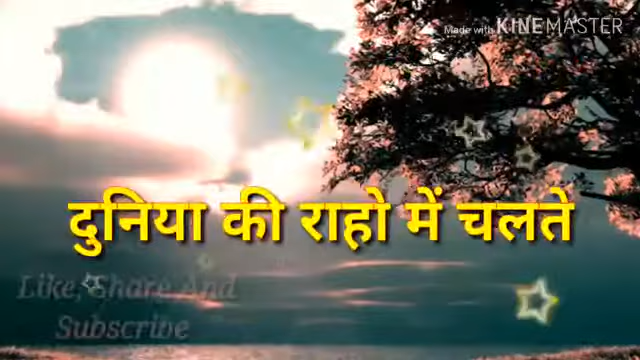 Made with KINEMASTER
दुनिया की राहो में चलते
Like, Share And
Subscribe